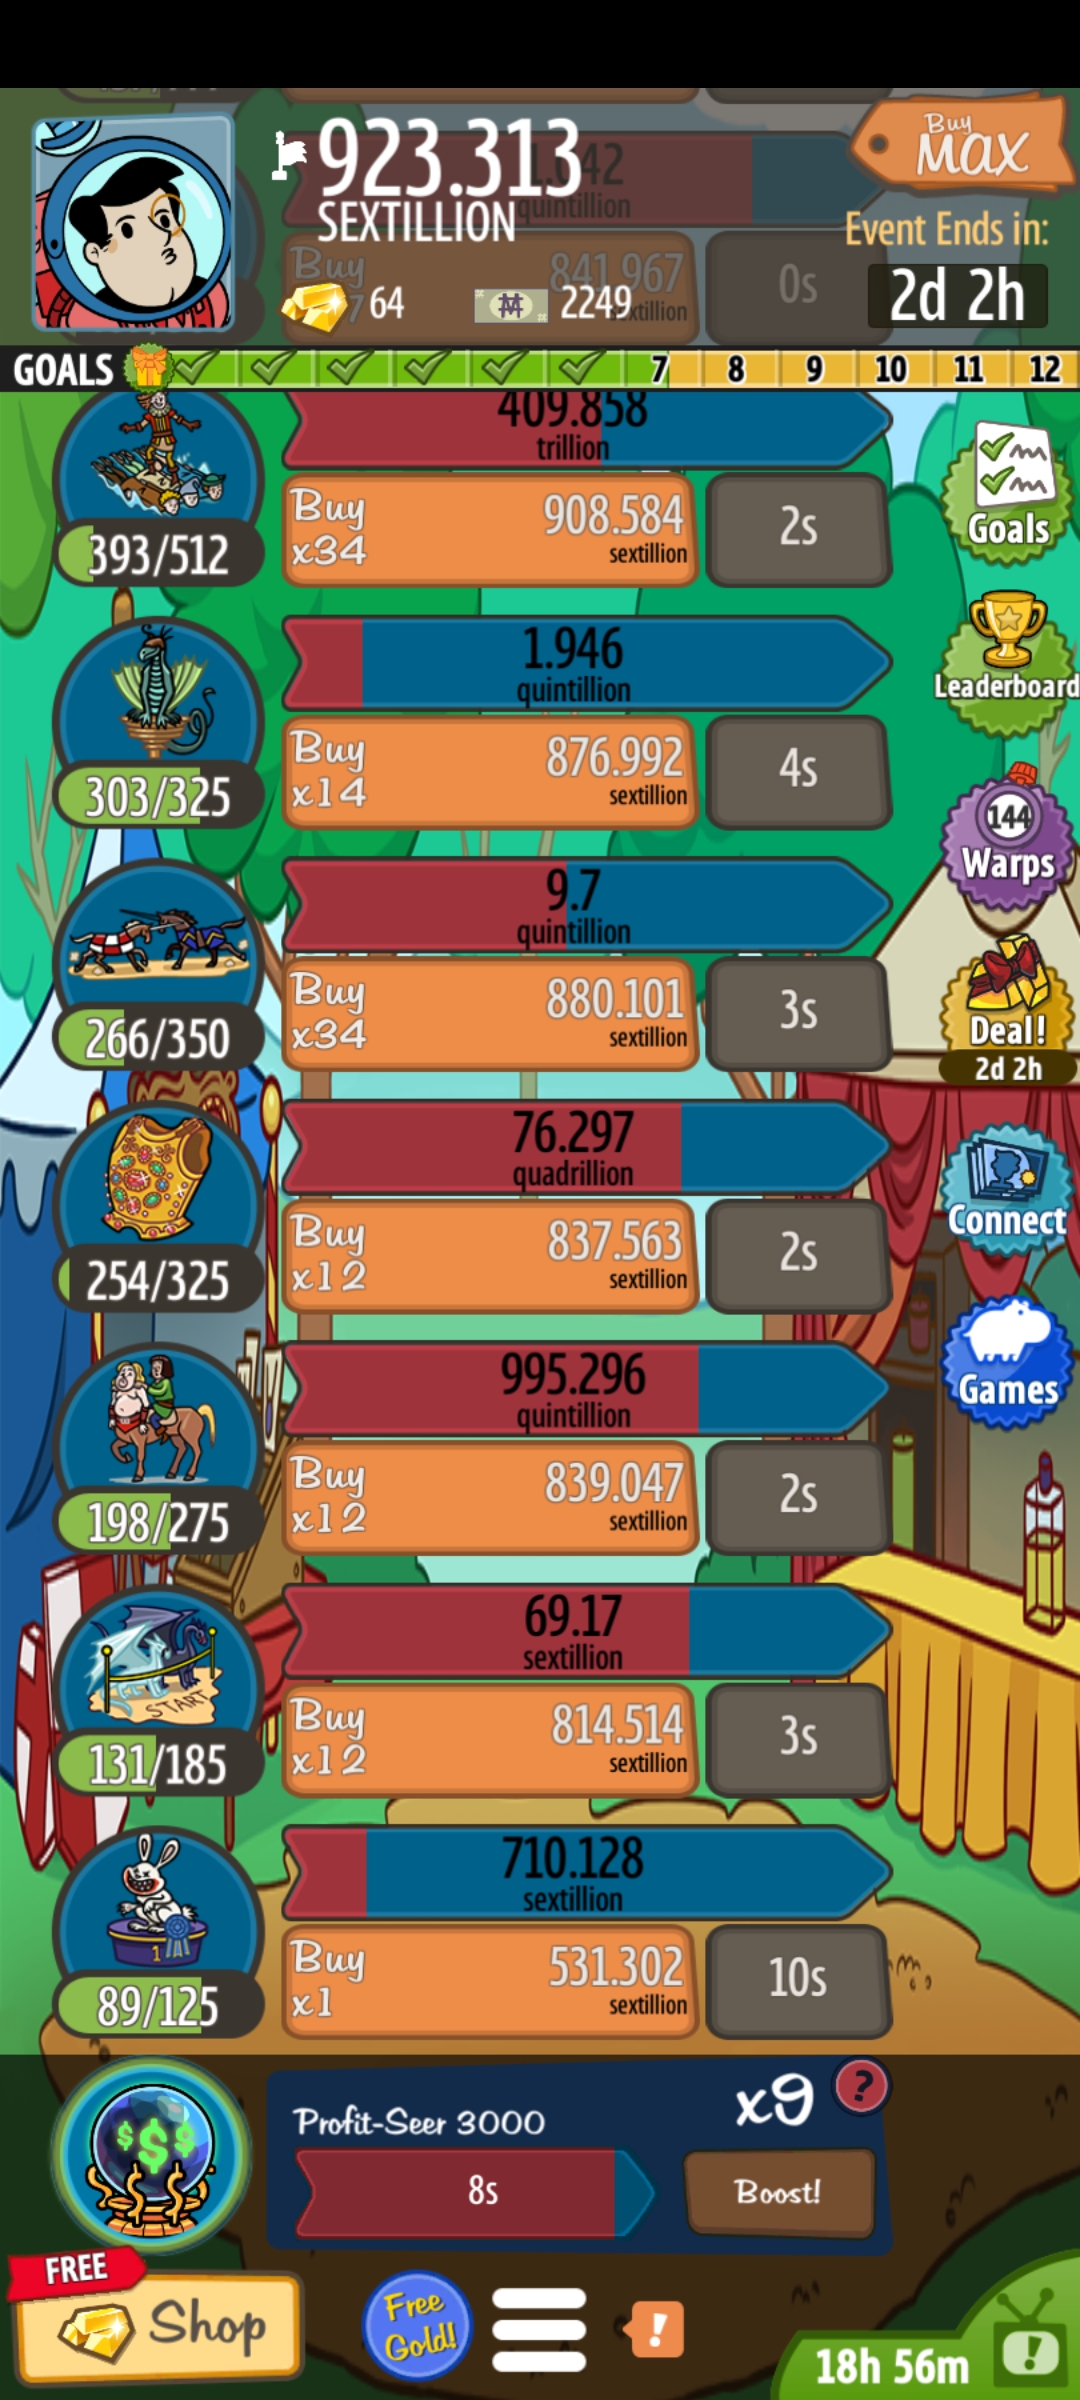 923.313
SEXTILLION
Buy
MAX
Event Ends in:
2d 2h
64
2249
quintillion
Buy
841.967
0s
GOALS
7
8
9
10
11
12
409.858
trillion
393/512
Buy
x34
908.584
sextillion
2s
Goals
1.946
quintillion
303/325
Buy
x14
876.992
sextillion
4s
Leaderboard
144
Warps
9.7
quintillion
266/350
Buy
x34
880.101
sextillion
3s
Deal!
2d 2h
76.297
quadrillion
254/325
Buy
x12
837.563
sextillion
2s
Connect
995.296
quintillion
198/275
Buy
x12
839.047
sextillion
2s
Games
69.17
sextillion
START
131/185
Buy
x12
814.514
sextillion
3s
710.128
sextillion
1
89/125
Buy
x1
531.302
sextillion
10s
$$$
Profit-Seer 3000
x9
?
8s
Boost!
FREE
Shop
Free
Gold!
!
18h 56m
!